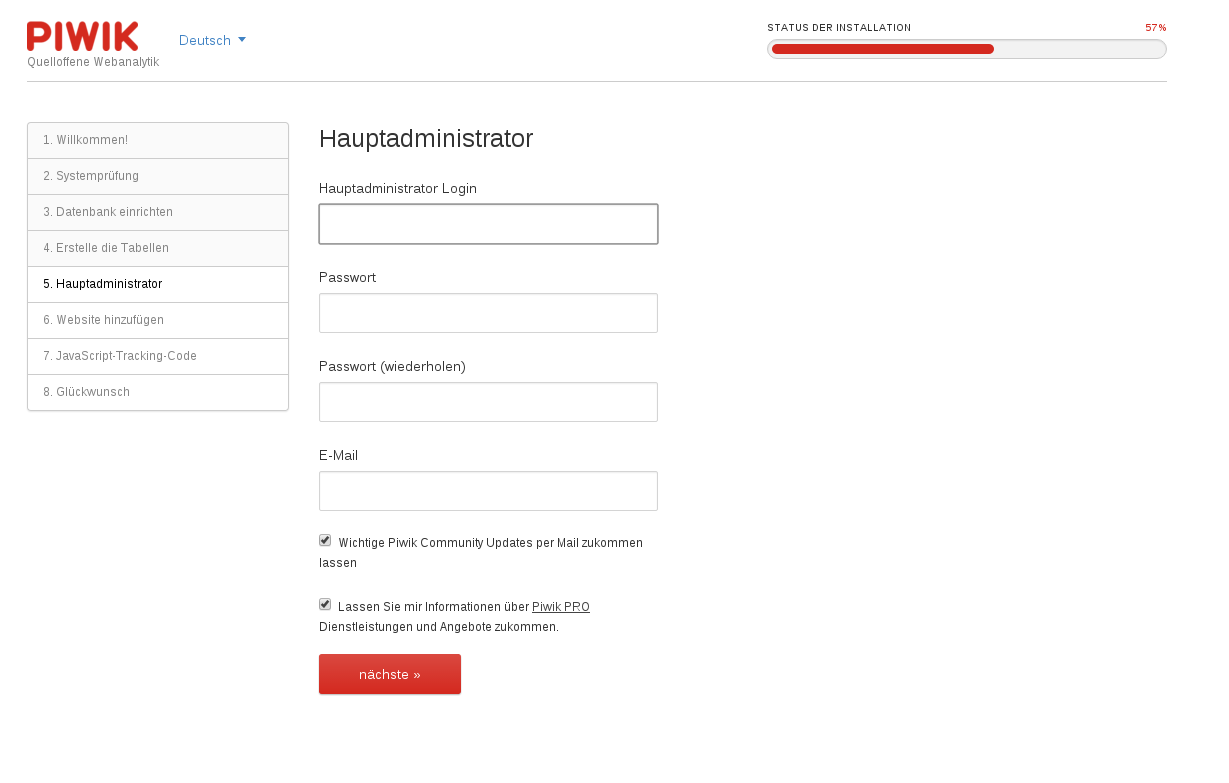 PIWIK
Quelloffene Webanalytik
Deutsch
STATUS DER INSTALLATION 57%
1. Willkommen!
2. Systemprüfung
3. Datenbank einrichten
4. Erstelle die Tabellen
5. Hauptadministrator
6. Website hinzufügen
7. JavaScript-Tracking-Code
8. Glückwunsch
Hauptadministrator
Hauptadministrator Login
Passwort
Passwort (wiederholen)
E-Mail
Wichtige Piwik Community Updates per Mail zukommen
lassen
Lassen Sie mir Informationen über Piwik PRO
Dienstleistungen und Angebote zukommen.
nächste »